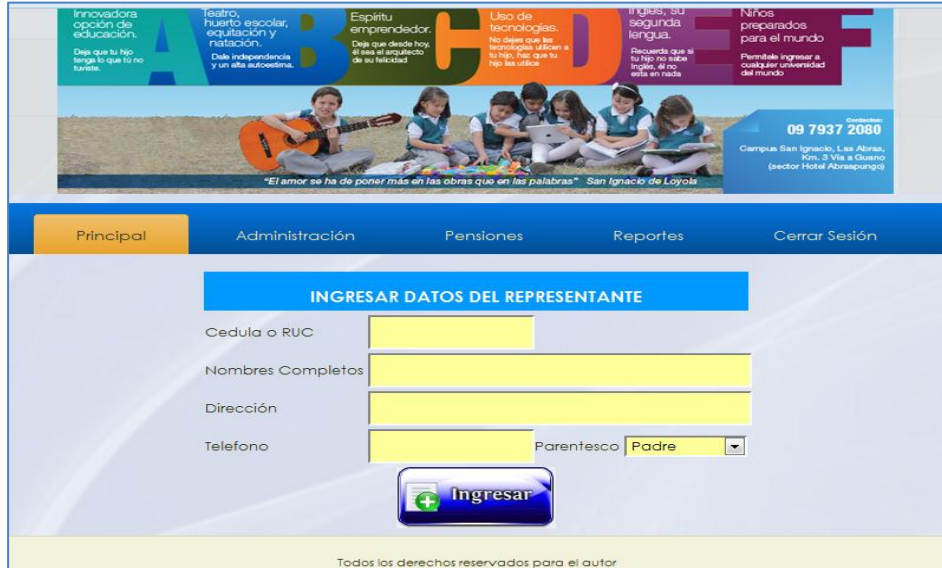 Innovadora
opción de
educación.
Deja que tu hijo
tenga lo que tú no
tuviste.
Teatro,
huerto escolar,
equitación y
natación.
Dale independencia
y un alta autoestima.
Espíritu
emprendedor.
Deja que desde hoy,
él sea el arquitecto
de su felicidad
Uso de
tecnologías.
No dejes que las
tecnologías utilicen a
tu hijo, haz que tu
hijo las utilice
Inglés, su
segunda
lengua.
Recuerda que si
tu hijo no sabe
Inglés, él no
esta en nada
Niños
preparados
para el mundo
Permítele ingresar a
cualquier universidad
del mundo
A B C D E F
Contactos:
09 7937 2080
Campus San Ignacio, Las Abras,
Km. 3 Vía a Guano
(sector Hotel Abraspungo)
"El amor se ha de poner más en las obras que en las palabras" San Ignacio de Loyola
Principal Administración Pensiones Reportes Cerrar Sesión
INGRESAR DATOS DEL REPRESENTANTE
Cedula o RUC
Nombres Completos
Dirección
Telefono Parentesco Padre
Ingresar
Todos los derechos reservados para el autor